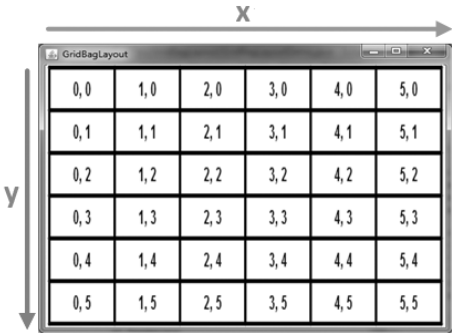 x
GridBagLayout
0, 0 1, 0 2, 0 3, 0 4, 0 5, 0
0, 1 1, 1 2, 1 3, 1 4, 1 5, 1
0, 2 1, 2 2, 2 3, 2 4, 2 5, 2
y
0, 3 1, 3 2, 3 3, 3 4, 3 5, 3
0, 4 1, 4 2, 4 3, 4 4, 4 5, 4
0, 5 1, 5 2, 5 3, 5 4, 5 5, 5